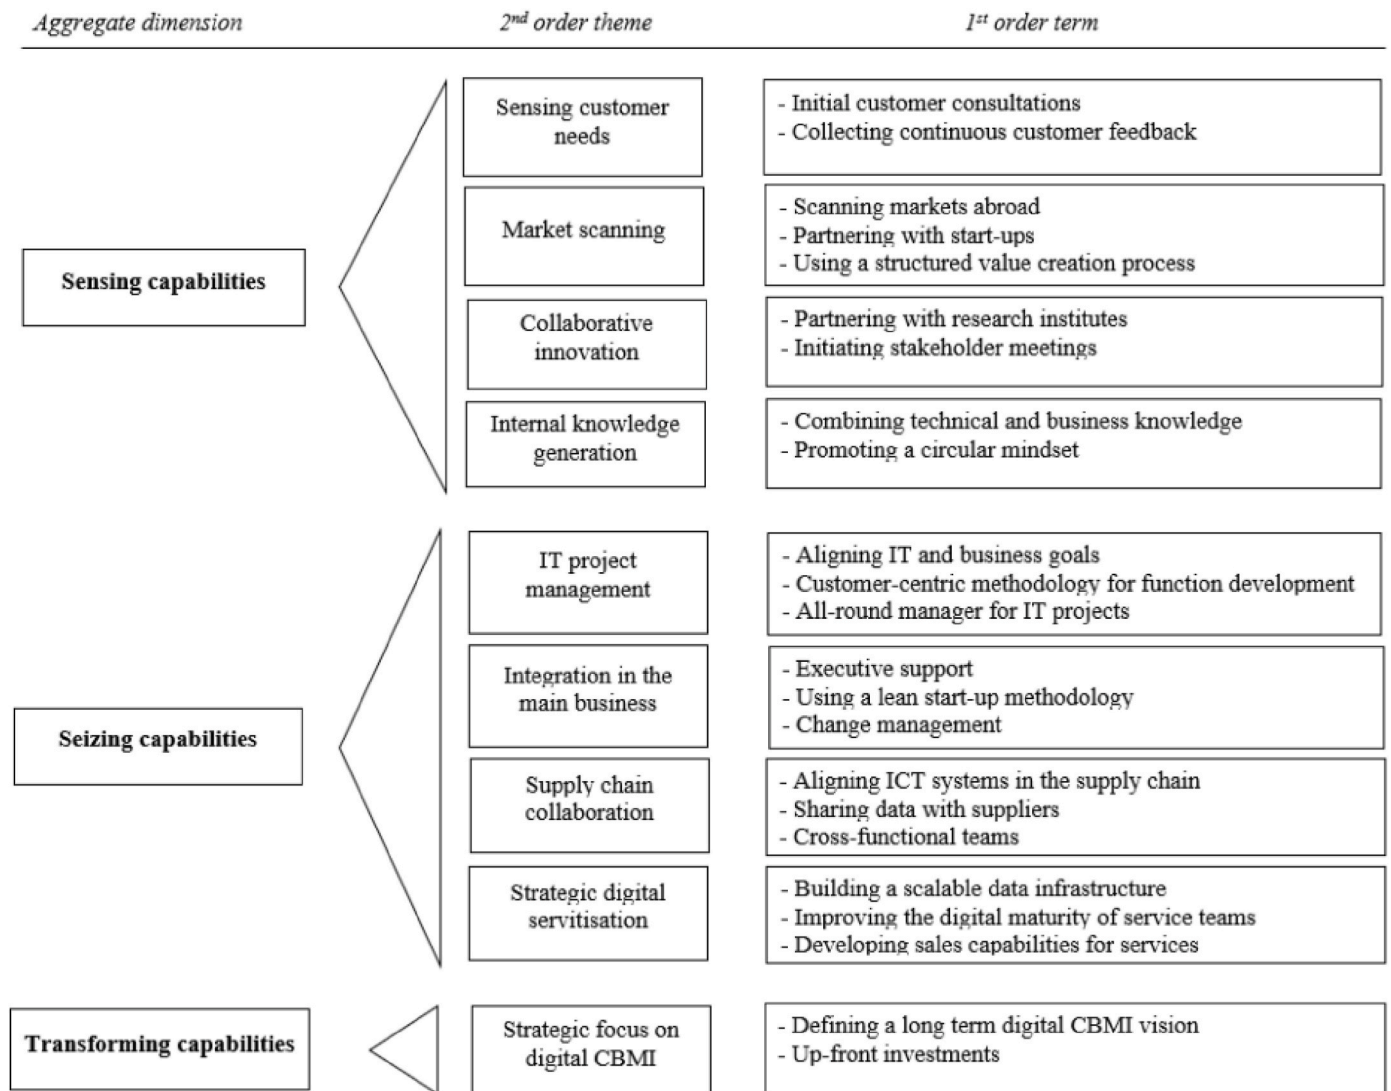 Aggregate dimension
2nd order theme
1st order term
Sensing capabilities
Sensing customer
needs
- Initial customer consultations
- Collecting continuous customer feedback
Market scanning
- Scanning markets abroad
- Partnering with start-ups
- Using a structured value creation process
Collaborative
innovation
- Partnering with research institutes
- Initiating stakeholder meetings
Internal knowledge
generation
- Combining technical and business knowledge
- Promoting a circular mindset
Seizing capabilities
IT project
management
- Aligning IT and business goals
- Customer-centric methodology for function development
- All-round manager for IT projects
Integration in the
main business
- Executive support
- Using a lean start-up methodology
- Change management
Supply chain
collaboration
- Aligning ICT systems in the supply chain
- Sharing data with suppliers
- Cross-functional teams
Strategic digital
servitisation
- Building a scalable data infrastructure
- Improving the digital maturity of service teams
- Developing sales capabilities for services
Transforming capabilities
Strategic focus on
digital CBMI
- Defining a long term digital CBMI vision
- Up-front investments